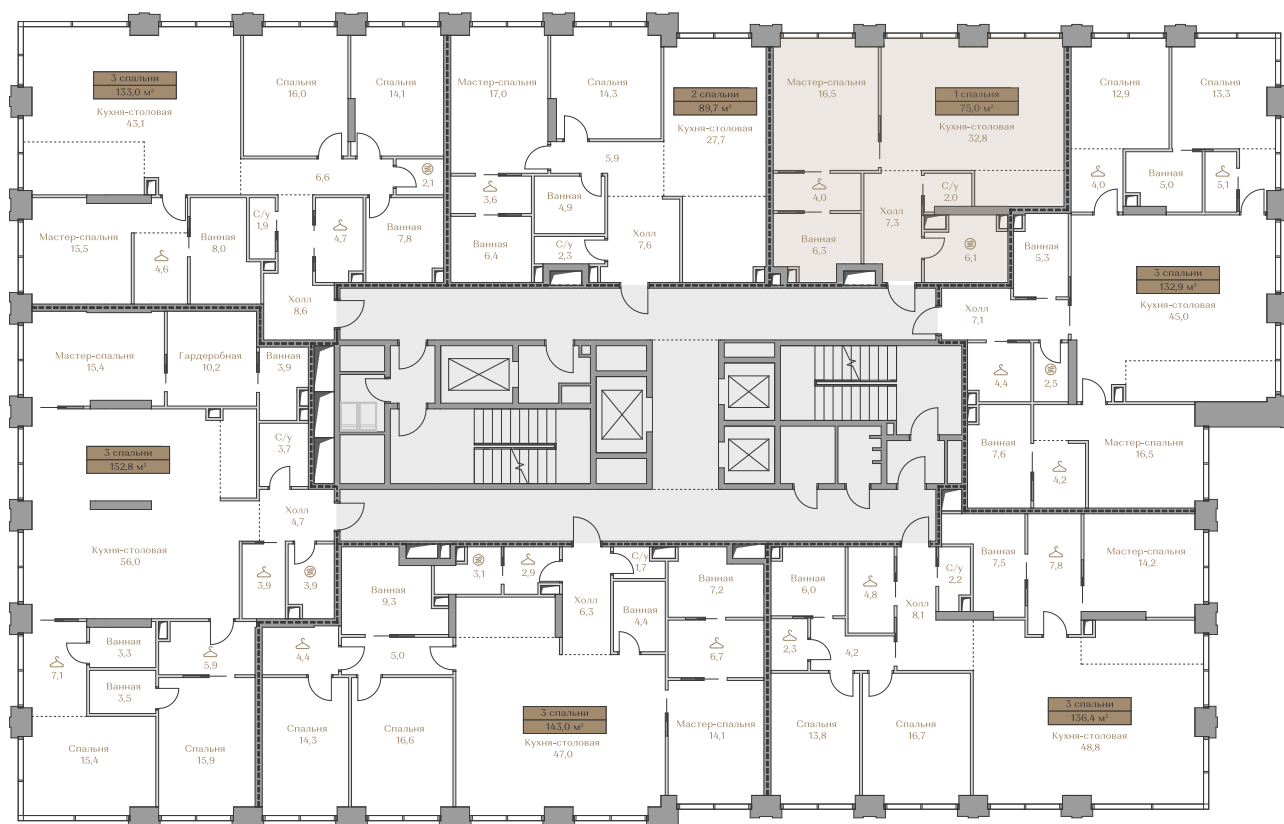 3 спальни
133,0 м²
Кухня-столовая
43,1
Спальня
16,0
Спальня
14,1
6,6
2,1
Мастер-спальня
15,5
4,6
Ванная
8,0
С/у
1,9
4,7
Ванная
7,8
Холл
8,6
Мастер-спальня
17,0
Спальня
14,3
2 спальни
89,7 м²
Кухня-столовая
27,7
5,9
3,6
Ванная
4,9
Ванная
6,4
С/у
2,3
Холл
7,6
Мастер-спальня
16,5
1 спальня
75,0 м²
Кухня-столовая
32,8
4,0
С/у
2,0
Холл
7,3
Ванная
6,3
6,1
Спальня
12,9
Спальня
13,3
4,0
Ванная
5,0
5,1
Ванная
5,3
3 спальни
132,9 м²
Кухня-столовая
45,0
Холл
7,1
4,4
2,5
Ванная
7,6
4,2
Мастер-спальня
16,5
Мастер-спальня
15,4
Гардеробная
10,2
Ванная
3,9
3 спальни
152,8 м²
С/у
3,7
Холл
4,7
Кухня-столовая
56,0
3,9
3,9
Ванная
3,3
7,1
5,9
Ванная
3,5
Спальня
15,4
Спальня
15,9
Ванная
9,3
3,1
2,9
С/у
1,7
Холл
6,3
Ванная
4,4
Ванная
7,2
4,4
5,0
6,7
Спальня
14,3
Спальня
16,6
3 спальни
143,0 м²
Кухня-столовая
47,0
Мастер-спальня
14,1
Ванная
6,0
4,8
Холл
8,1
С/у
2,2
Ванная
7,5
7,8
Мастер-спальня
14,2
2,3
4,2
Спальня
13,8
Спальня
16,7
3 спальни
136,4 м²
Кухня-столовая
48,8